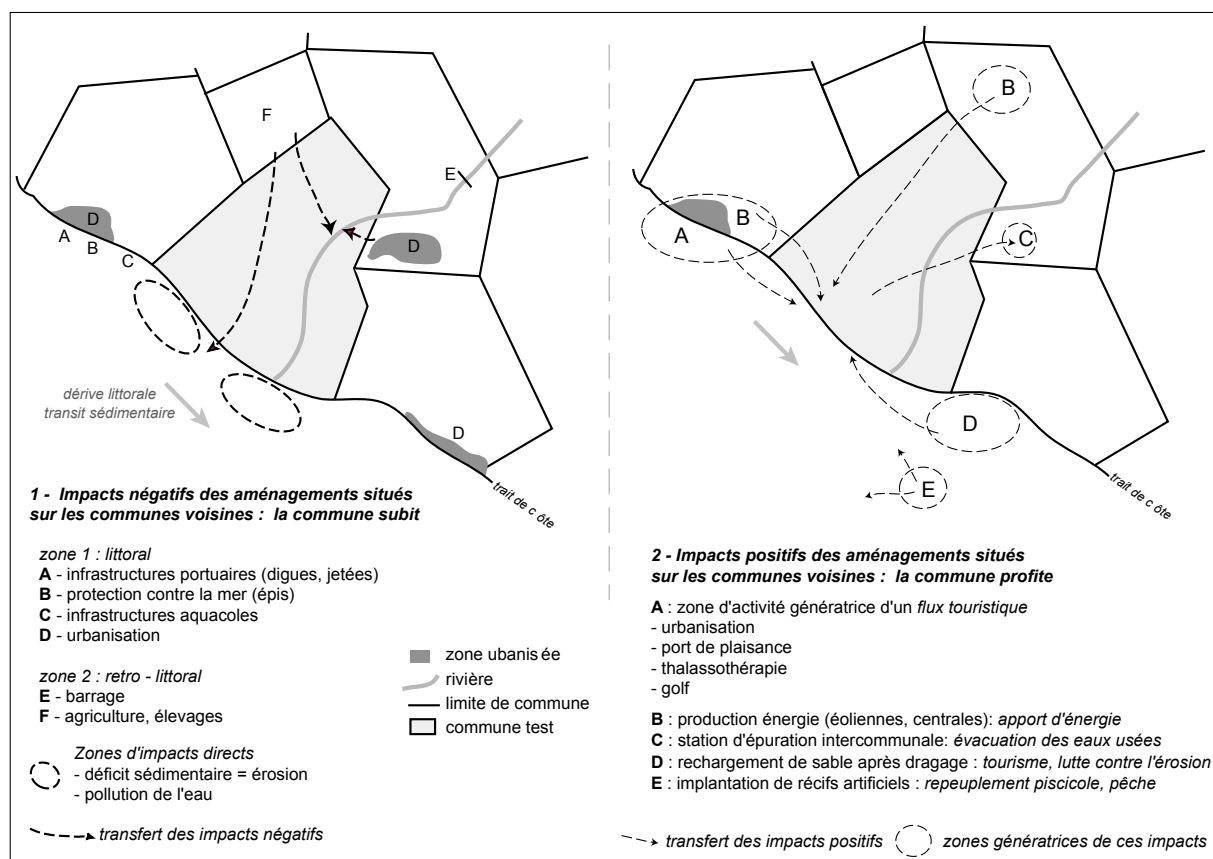 F
E
D
A
B
C
D
dérive littorale
transit sédimentaire
D
trait de c ôte
1 - Impacts négatifs des aménagements situés
sur les communes voisines : la commune subit
zone 1 : littoral
A - infrastructures portuaires (digues, jetées)
B - protection contre la mer (épis)
C - infrastructures aquacoles
D - urbanisation
zone 2 : retro - littoral
E - barrage
F - agriculture, élevages
Zones d'impacts directs
- déficit sédimentaire = érosion
- pollution de l'eau
transfert des impacts négatifs
zone ubanis ée
rivière
limite de commune
commune test
B
A
B
C
D
E
trait de c ôte
2 - Impacts positifs des aménagements situés
sur les communes voisines : la commune profite
A : zone d'activité génératrice d'un flux touristique
- urbanisation
- port de plaisance
- thalassothérapie
- golf
B : production énergie (éoliennes, centrales): apport d'énergie
C : station d'épuration intercommunale: évacuation des eaux usées
D : rechargement de sable après dragage : tourisme, lutte contre l'érosion
E : implantation de récifs artificiels : repeuplement piscicole, pêche
transfert des impacts positifs
zones génératrices de ces impacts